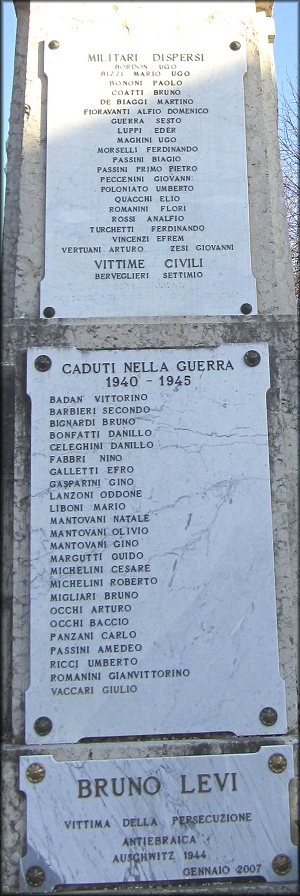 MILITARI DISPERSI
BORDON UGO
BIZZI MARIO UGO
BONONI PAOLO
COATTI BRUNO
DE BIAGGI MARTINO
FIORAVANTI ALFIO DOMENICO
GUERRA SESTO
LUPPI EDER
MAGHINI UGO
MORSELLI FERDINANDO
PASSINI BIAGIO
PASSINI PRIMO PIETRO
PECCENINI GIOVANNI
POLONIATO UMBERTO
QUACCHI ELIO
ROMANINI FLORI
ROSSI ANALFIO
TURCHETTI FERDINANDO
VINCENZI EFREM
VERTUANI ARTURO ZESI GIOVANNI
VITTIME CIVILI
BERVEGLIERI SETTIMIO
CADUTI NELLA GUERRA
1940 - 1945
BADAN VITTORINO
BARBIERI SECONDO
BIGNARDI BRUNO
BONFATTI DANILLO
CELEGHINI DANILLO
FABBRI NINO
GALLETTI EFRO
GASPARINI GINO
LANZONI ODDONE
LIBONI MARIO
MANTOVANI NATALE
MANTOVANI OLIVIO
MANTOVANI GINO
MARGUTTI GUIDO
MICHELINI CESARE
MICHELINI ROBERTO
MIGLIARI BRUNO
OCCHI ARTURO
OCCHI BACCIO
PANZANI CARLO
PASSINI AMEDEO
RICCI UMBERTO
ROMANINI GIANVITTORINO
VACCARI GIULIO
BRUNO LEVI
VITTIMA DELLA PERSECUZIONE
ANTIEBRAICA
AUSCHWITZ 1944
GENNAIO 2007